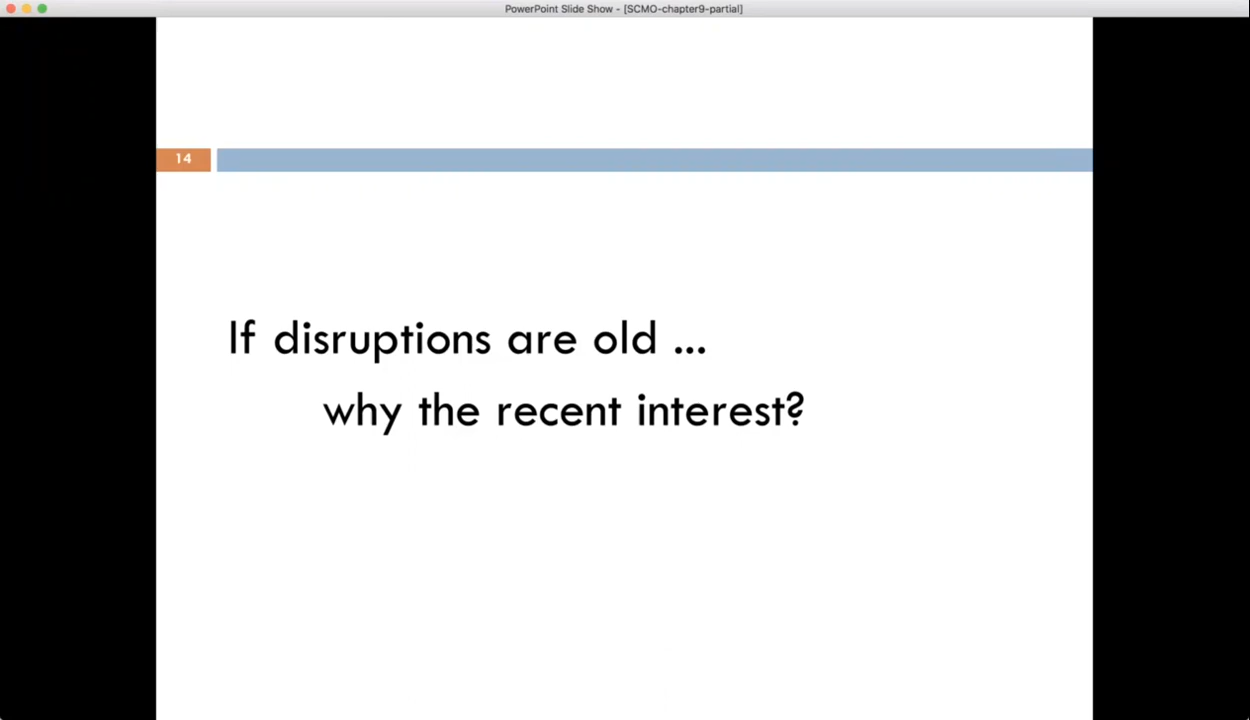 PowerPoint Slide Show - [SCMO-chapter9-partial]
14
If disruptions are old ...
why the recent interest?